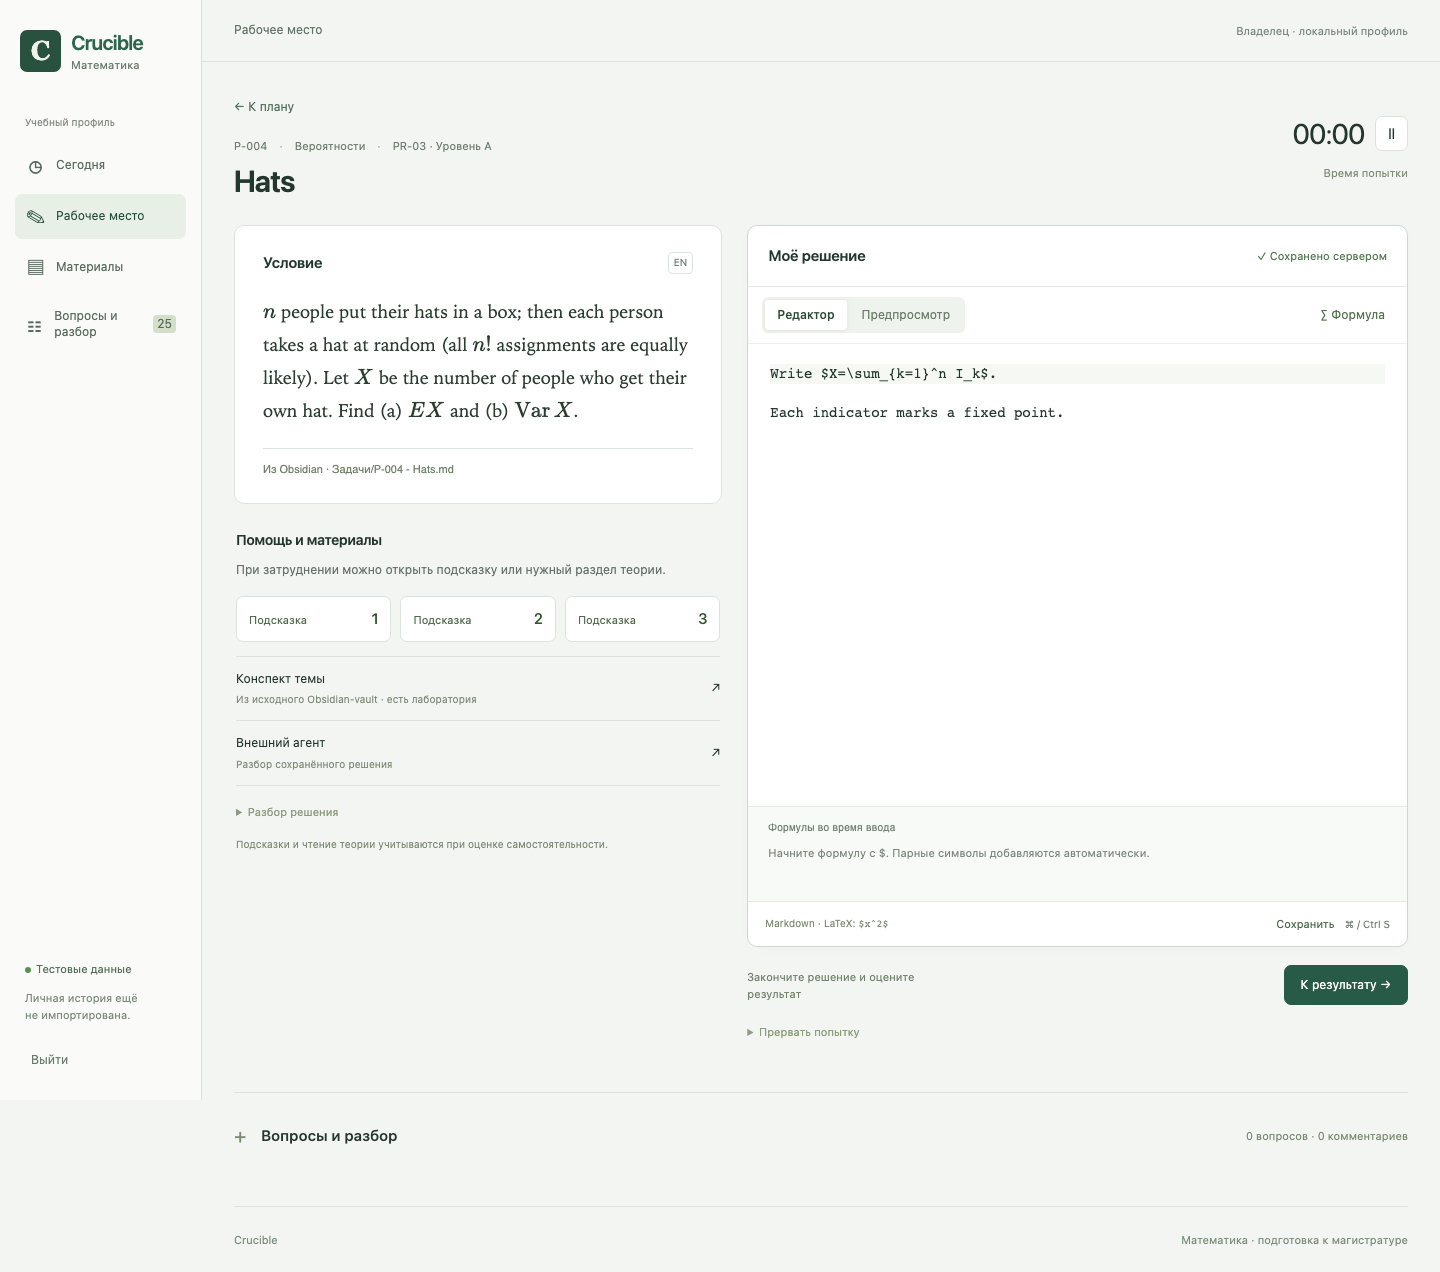 C
Crucible
Математика
Учебный профиль
Сегодня
Рабочее место
Материалы
Вопросы и
разбор
25
Тестовые данные
Личная история ещё
не импортирована.
Выйти
Рабочее место
Владелец · локальный профиль
← К плану
P-004 · Вероятности · PR-03 · Уровень A
Hats
00:00
Время попытки
Условие
EN
n people put their hats in a box; then each person
takes a hat at random (all n! assignments are equally
likely). Let X be the number of people who get their
own hat. Find (a) EX and (b) Var X.
Из Obsidian · Задачи/P-004 - Hats.md
Помощь и материалы
При затруднении можно открыть подсказку или нужный раздел теории.
Подсказка 1
Подсказка 2
Подсказка 3
Конспект темы
Из исходного Obsidian-vault · есть лаборатория
↗
Внешний агент
Разбор сохранённого решения
↗
▶ Разбор решения
Подсказки и чтение теории учитываются при оценке самостоятельности.
Моё решение
✓ Сохранено сервером
Редактор
Предпросмотр
∑ Формула
Write $X=\sum_{k=1}^n I_k$.
Each indicator marks a fixed point.
Формулы во время ввода
Начните формулу с $. Парные символы добавляются автоматически.
Markdown · LaTeX: $x^2$
Сохранить ⌘ / Ctrl S
Закончите решение и оцените
результат
К результату →
▶ Прервать попытку
+ Вопросы и разбор
0 вопросов · 0 комментариев
Crucible
Математика · подготовка к магистратуре